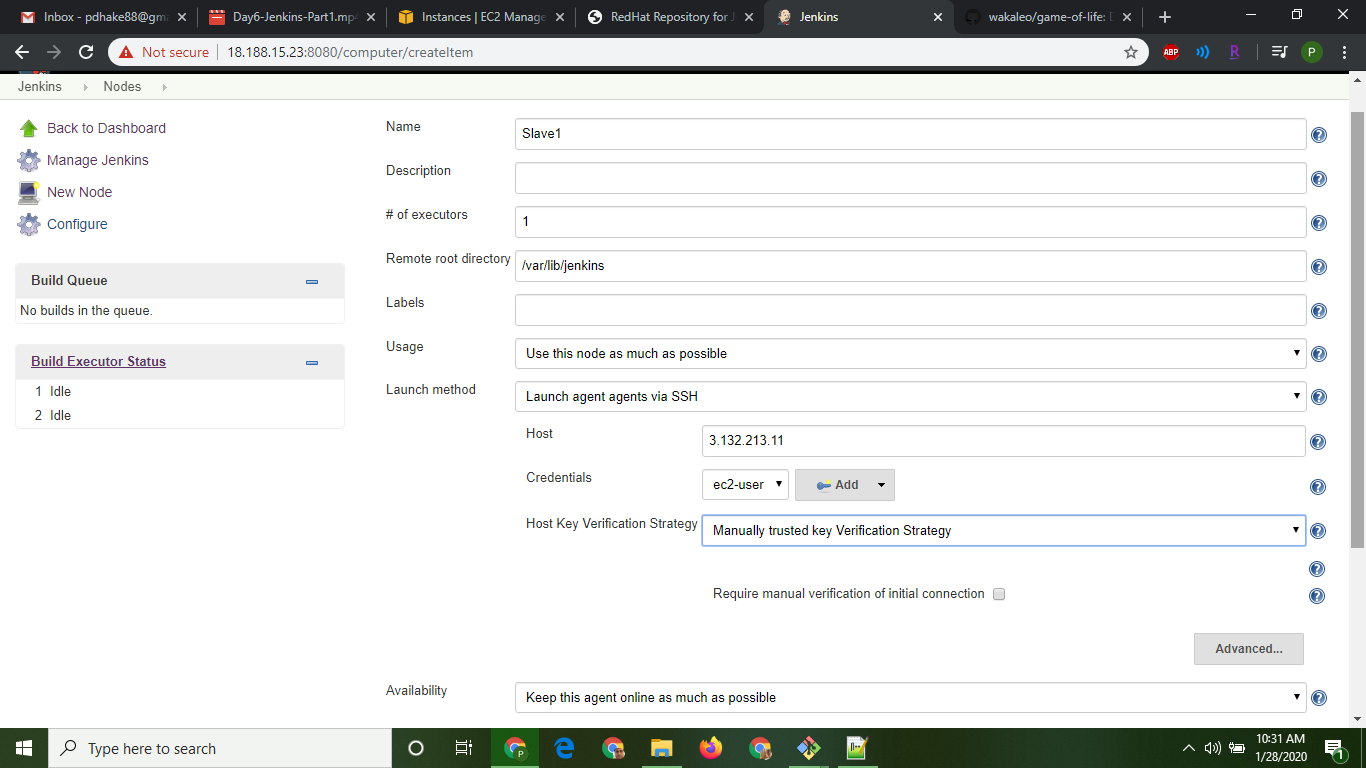 Inbox - pdhake88@gm
Day6-Jenkins-Part1.mp
Instances | EC2 Manage
RedHat Repository for J
Jenkins
wakaleo/game-of-life: D
Not secure
18.188.15.23:8080/computer/createItem
ABP
R
P
Jenkins
Nodes
Back to Dashboard
Manage Jenkins
New Node
Configure
Build Queue
No builds in the queue.
Build Executor Status
1 Idle
2 Idle
Name
Slave1
Description
# of executors
1
Remote root directory
/var/lib/jenkins
Labels
Usage
Use this node as much as possible
Launch method
Launch agent agents via SSH
Host
3.132.213.11
Credentials
ec2-user
Add
Host Key Verification Strategy
Manually trusted key Verification Strategy
Require manual verification of initial connection
Advanced...
Availability
Keep this agent online as much as possible
Type here to search
P
10:31 AM
1/28/2020
1